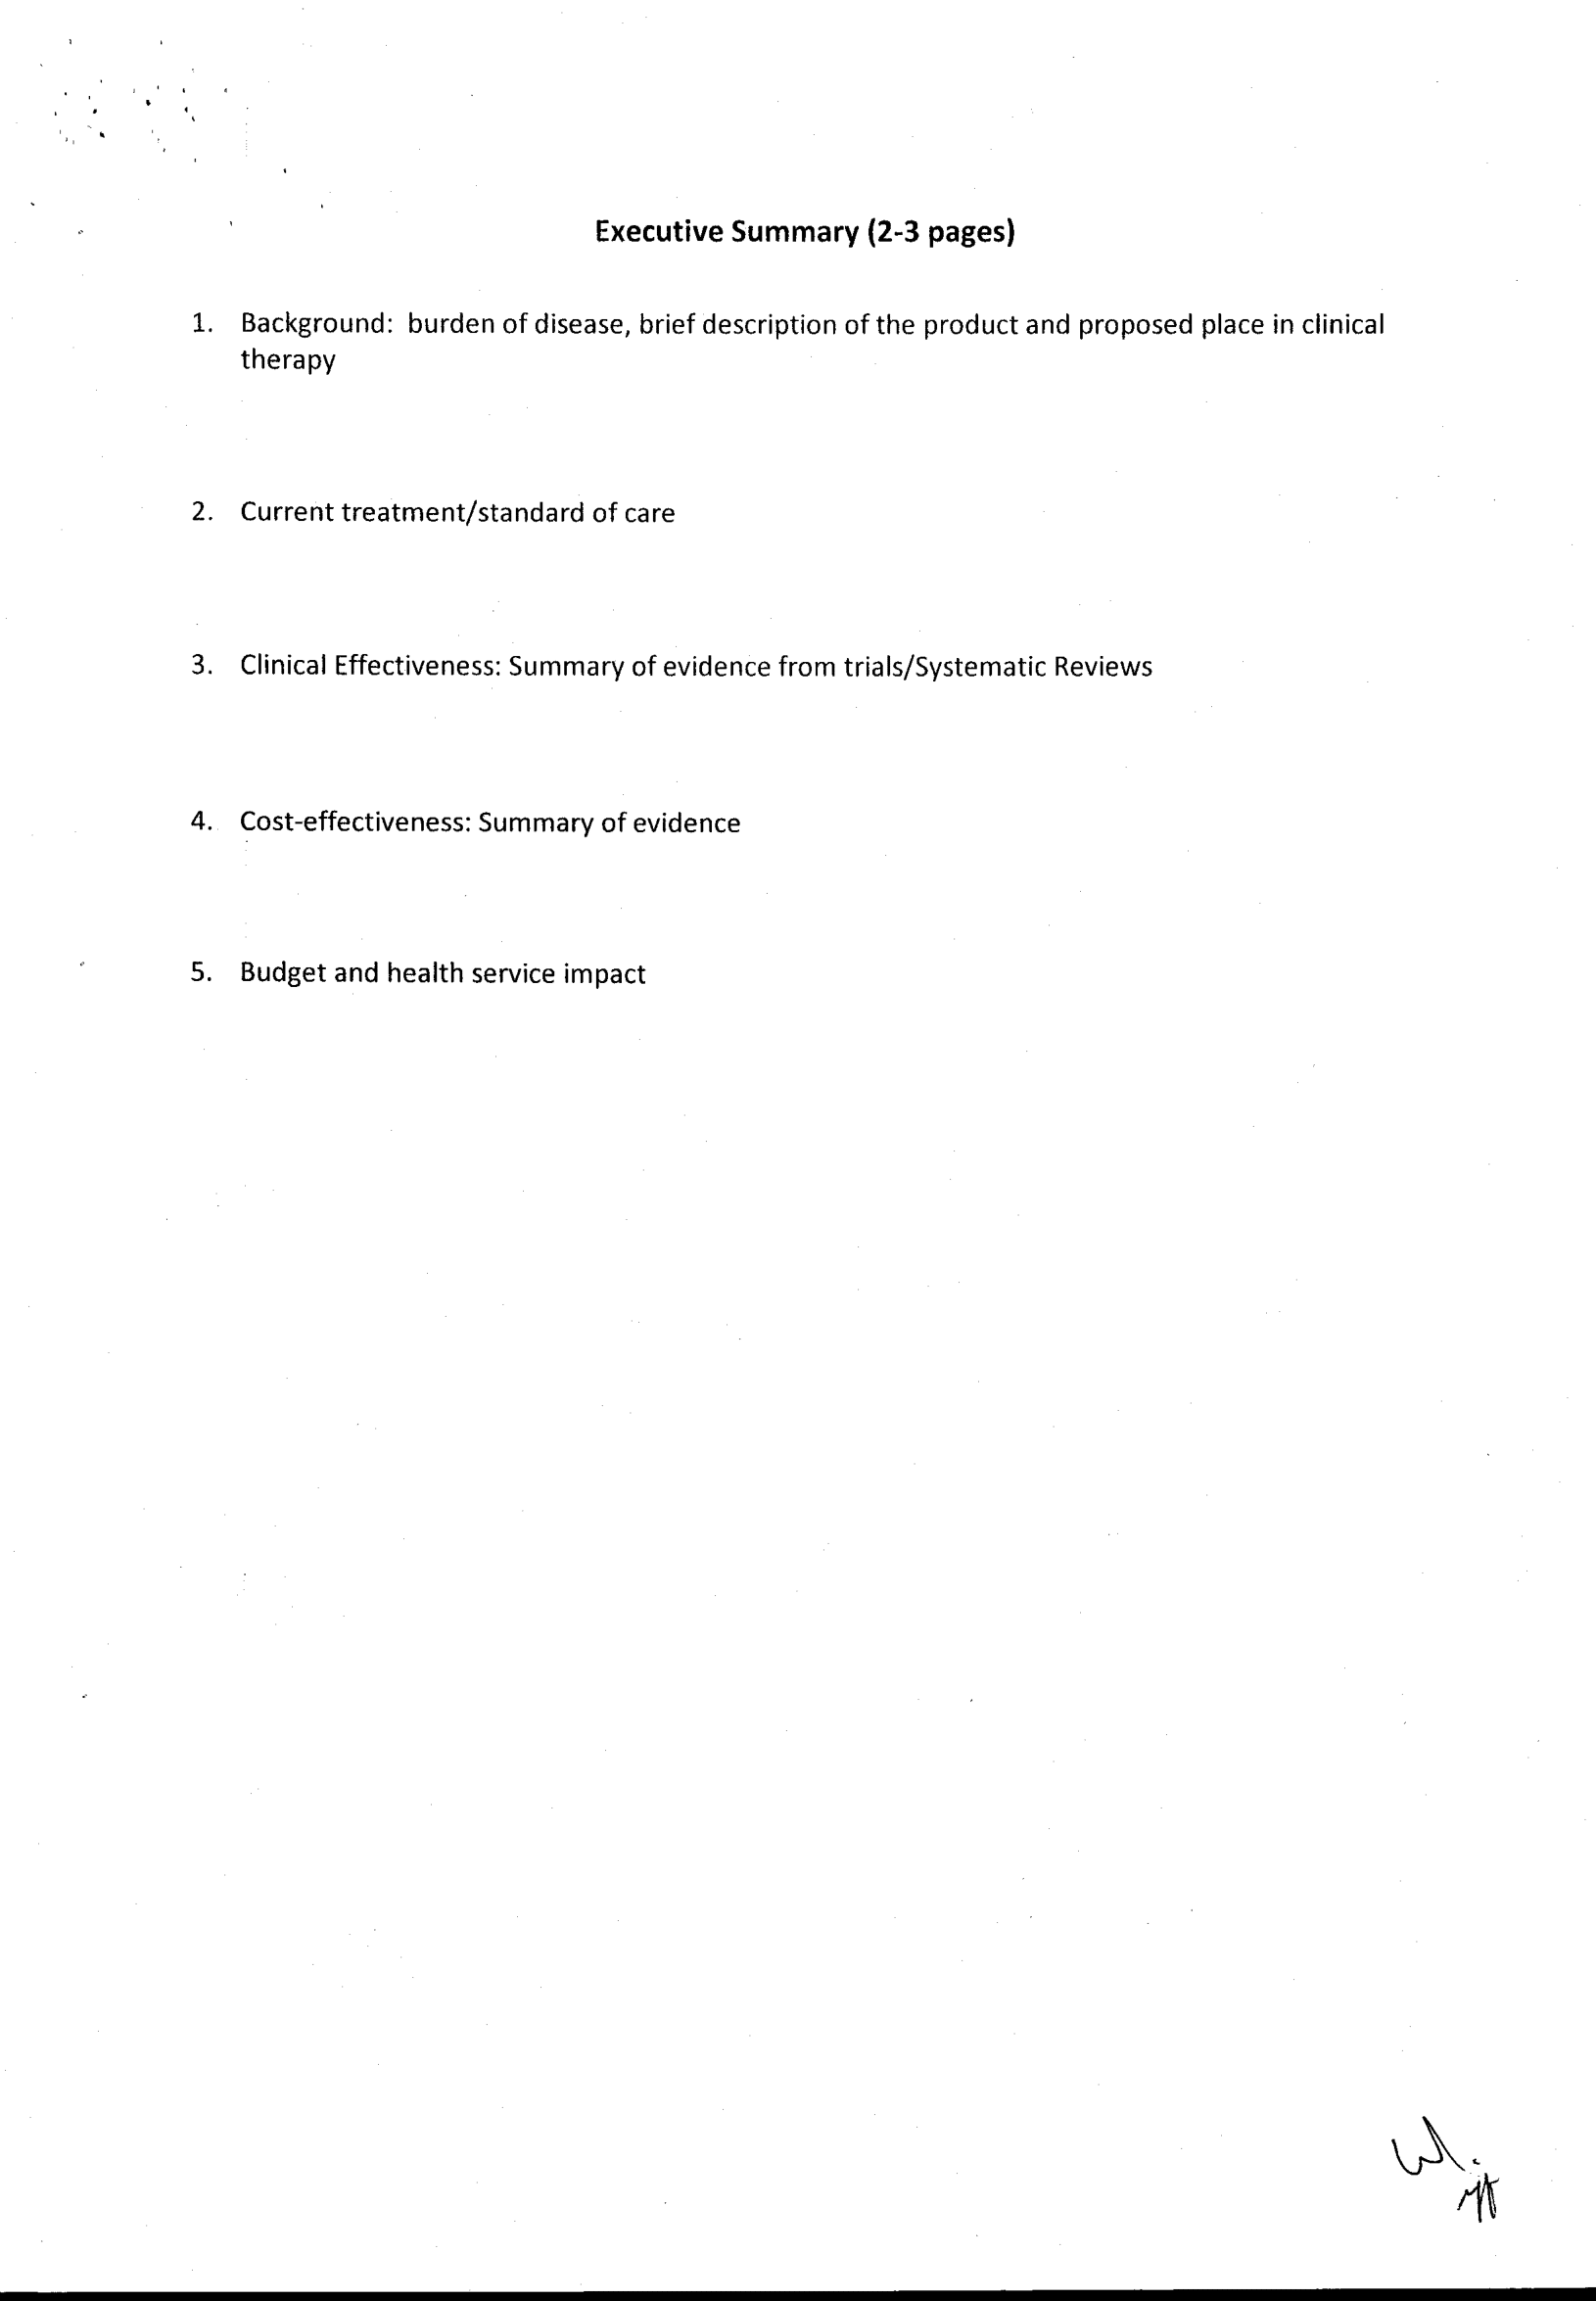 Executive Summary (2-3 pages)
1. Background: burden of disease, brief description of the product and proposed place in clinical
therapy
2. Current treatment/standard of care
3. Clinical Effectiveness: Summary of evidence from trials/Systematic Reviews
4. Cost-effectiveness: Summary of evidence
5. Budget and health service impact